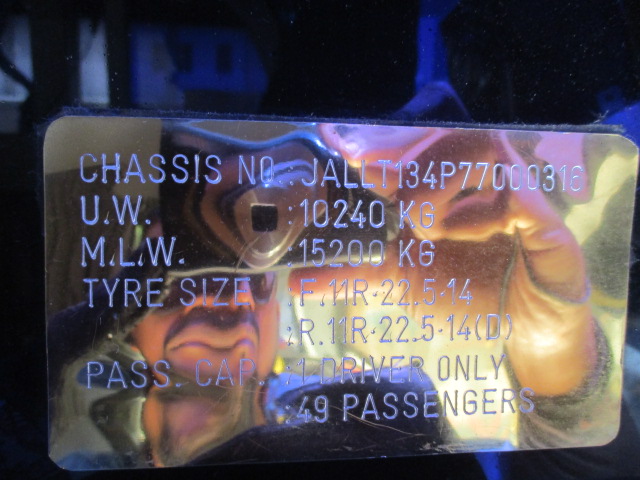 CHASSIS NO.: JALLT134P77000316
U.W. :10240 KG
M.L.W. :15200 KG
TYRE SIZE :F.11R-22.5-14
:R.11R-22.5-14(D)
PASS. CAP. :1 DRIVER ONLY
:49 PASSENGERS